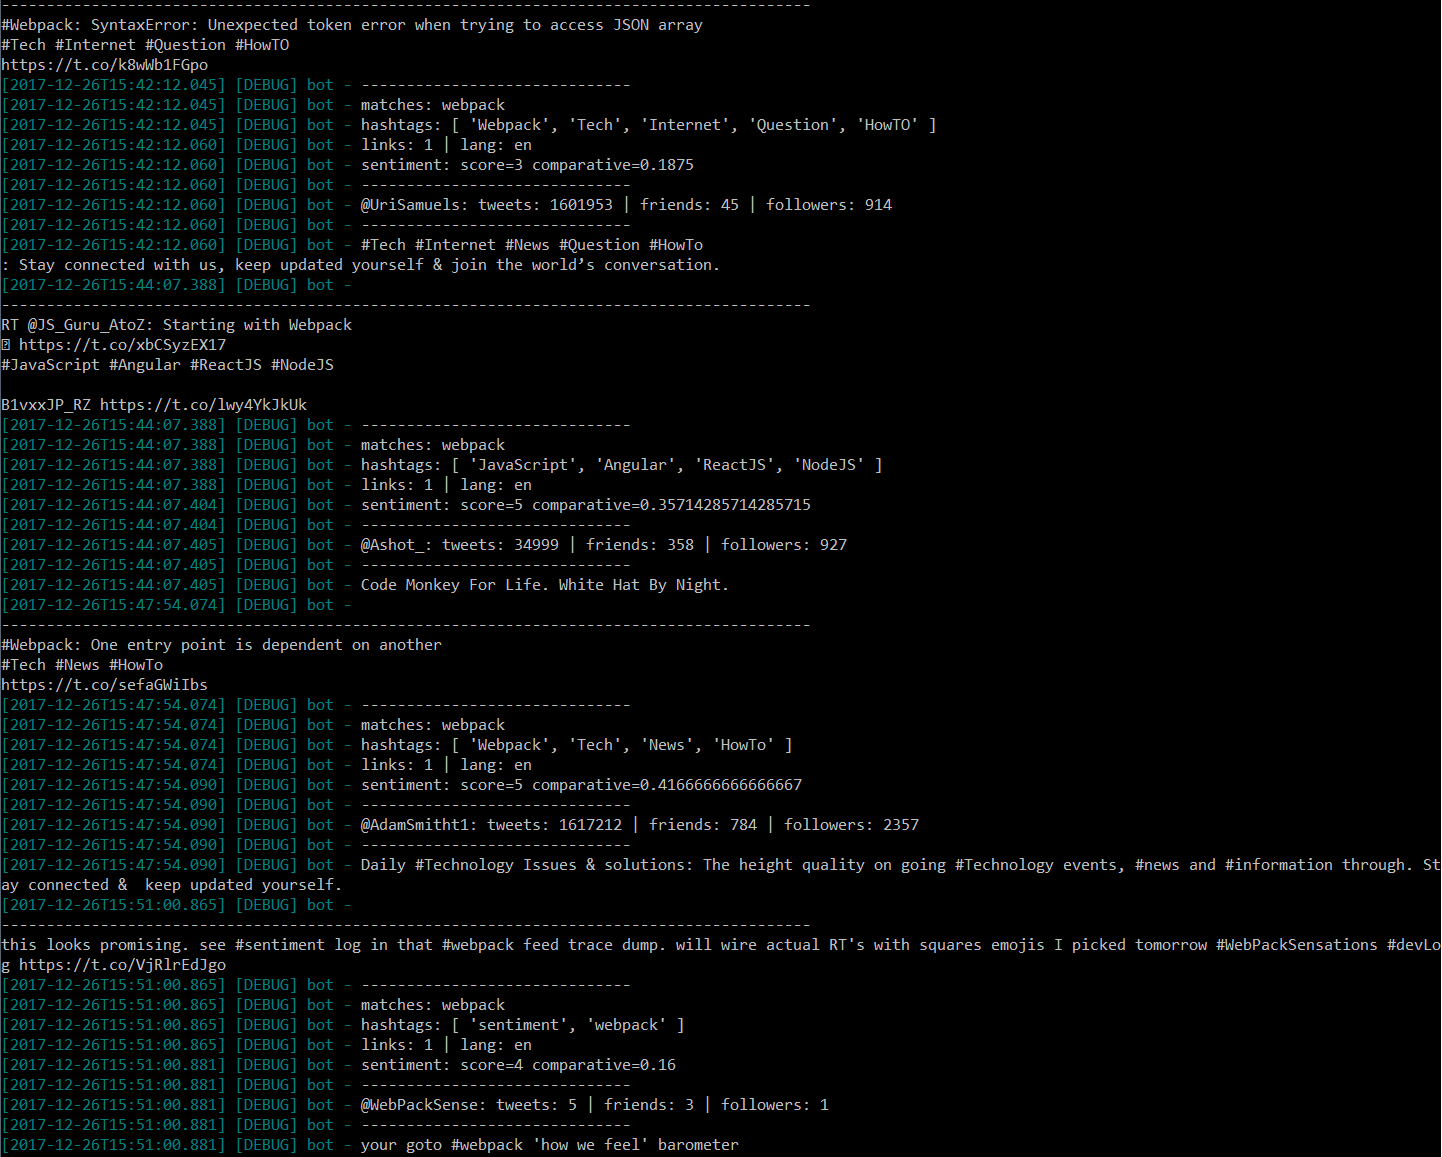 ------------------------------------------------------------------------------------------
#Webpack: SyntaxError: Unexpected token error when trying to access JSON array
#Tech #Internet #Question #HowTO
https://t.co/k8wWb1FGpo
[2017-12-26T15:42:12.045] [DEBUG] bot - ------------------------------
[2017-12-26T15:42:12.045] [DEBUG] bot - matches: webpack
[2017-12-26T15:42:12.045] [DEBUG] bot - hashtags: [ 'Webpack', 'Tech', 'Internet', 'Question', 'HowTO' ]
[2017-12-26T15:42:12.060] [DEBUG] bot - links: 1 | lang: en
[2017-12-26T15:42:12.060] [DEBUG] bot - sentiment: score=3 comparative=0.1875
[2017-12-26T15:42:12.060] [DEBUG] bot - ------------------------------
[2017-12-26T15:42:12.060] [DEBUG] bot - @UriSamuels: tweets: 1601953 | friends: 45 | followers: 914
[2017-12-26T15:42:12.060] [DEBUG] bot - ------------------------------
[2017-12-26T15:42:12.060] [DEBUG] bot - #Tech #Internet #News #Question #HowTo
: Stay connected with us, keep updated yourself & join the world’s conversation.
[2017-12-26T15:44:07.388] [DEBUG] bot -
------------------------------------------------------------------------------------------
RT @JS_Guru_AtoZ: Starting with Webpack
https://t.co/xbCSyzEX17
#JavaScript #Angular #ReactJS #NodeJS
B1vxxJP_RZ https://t.co/lwy4YkJkUk
[2017-12-26T15:44:07.388] [DEBUG] bot - ------------------------------
[2017-12-26T15:44:07.388] [DEBUG] bot - matches: webpack
[2017-12-26T15:44:07.388] [DEBUG] bot - hashtags: [ 'JavaScript', 'Angular', 'ReactJS', 'NodeJS' ]
[2017-12-26T15:44:07.388] [DEBUG] bot - links: 1 | lang: en
[2017-12-26T15:44:07.404] [DEBUG] bot - sentiment: score=5 comparative=0.35714285714285715
[2017-12-26T15:44:07.404] [DEBUG] bot - ------------------------------
[2017-12-26T15:44:07.405] [DEBUG] bot - @Ashot_: tweets: 34999 | friends: 358 | followers: 927
[2017-12-26T15:44:07.405] [DEBUG] bot - ------------------------------
[2017-12-26T15:44:07.405] [DEBUG] bot - Code Monkey For Life. White Hat By Night.
[2017-12-26T15:47:54.074] [DEBUG] bot -
------------------------------------------------------------------------------------------
#Webpack: One entry point is dependent on another
#Tech #News #HowTo
https://t.co/sefaGWiIbs
[2017-12-26T15:47:54.074] [DEBUG] bot - ------------------------------
[2017-12-26T15:47:54.074] [DEBUG] bot - matches: webpack
[2017-12-26T15:47:54.074] [DEBUG] bot - hashtags: [ 'Webpack', 'Tech', 'News', 'HowTo' ]
[2017-12-26T15:47:54.074] [DEBUG] bot - links: 1 | lang: en
[2017-12-26T15:47:54.090] [DEBUG] bot - sentiment: score=5 comparative=0.4166666666666667
[2017-12-26T15:47:54.090] [DEBUG] bot - ------------------------------
[2017-12-26T15:47:54.090] [DEBUG] bot - @AdamSmitht1: tweets: 1617212 | friends: 784 | followers: 2357
[2017-12-26T15:47:54.090] [DEBUG] bot - ------------------------------
[2017-12-26T15:47:54.090] [DEBUG] bot - Daily #Technology Issues & solutions: The height quality on going #Technology events, #news and #information through. St
ay connected &  keep updated yourself.
[2017-12-26T15:51:00.865] [DEBUG] bot -
------------------------------------------------------------------------------------------
this looks promising. see #sentiment log in that #webpack feed trace dump. will wire actual RT's with squares emojis I picked tomorrow #WebPackSensations #devLo
g https://t.co/VjRlrEdJgo
[2017-12-26T15:51:00.865] [DEBUG] bot - ------------------------------
[2017-12-26T15:51:00.865] [DEBUG] bot - matches: webpack
[2017-12-26T15:51:00.865] [DEBUG] bot - hashtags: [ 'sentiment', 'webpack' ]
[2017-12-26T15:51:00.865] [DEBUG] bot - links: 1 | lang: en
[2017-12-26T15:51:00.881] [DEBUG] bot - sentiment: score=4 comparative=0.16
[2017-12-26T15:51:00.881] [DEBUG] bot - ------------------------------
[2017-12-26T15:51:00.881] [DEBUG] bot - @WebPackSense: tweets: 5 | friends: 3 | followers: 1
[2017-12-26T15:51:00.881] [DEBUG] bot - ------------------------------
[2017-12-26T15:51:00.881] [DEBUG] bot - your goto #webpack 'how we feel' barometer